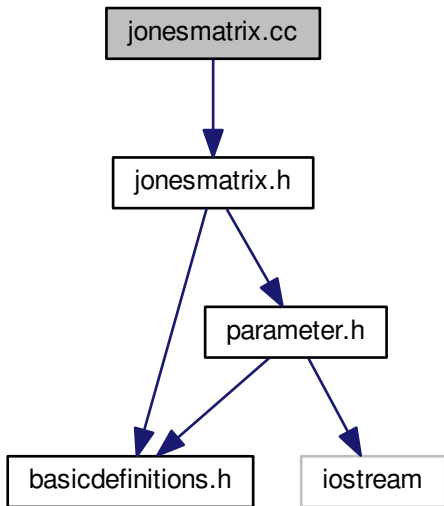 jonesmatrix.cc
jonesmatrix.h
parameter.h
basicdefinitions.h
iostream